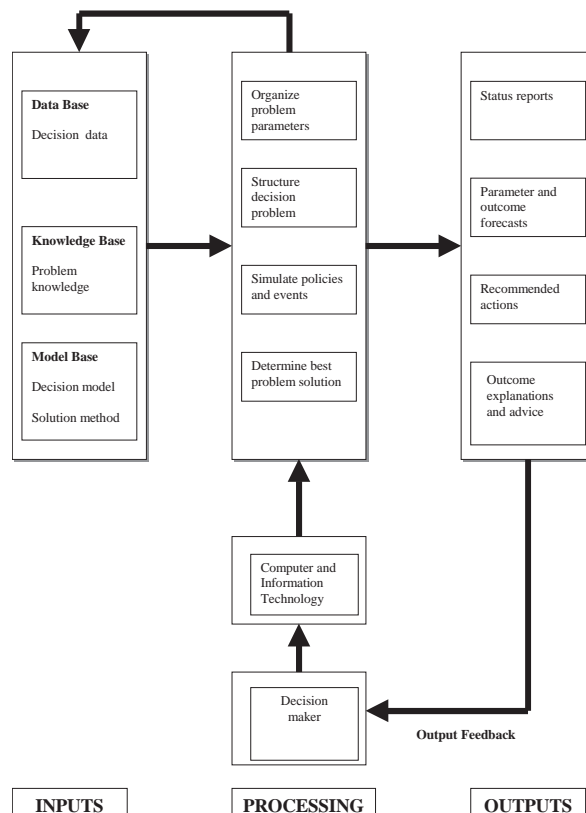 Data Base
Decision data
Knowledge Base
Problem
knowledge
Model Base
Decision model
Solution method
Organize
problem
parameters
Structure
decision
problem
Simulate policies
and events
Determine best
problem solution
Status reports
Parameter and
outcome
forecasts
Recommended
actions
Outcome
explanations
and advice
Computer and
Information
Technology
Decision
maker
Output Feedback
INPUTS
PROCESSING
OUTPUTS